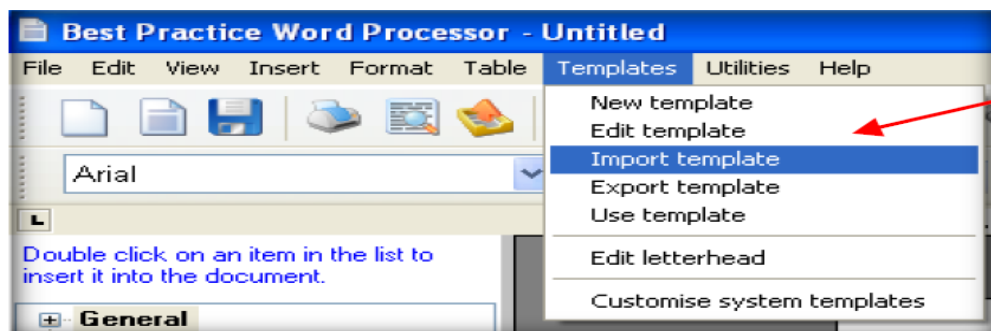 Best Practice Word Processor - Untitled
File Edit View Insert Format Table Templates Utilities Help
New template
Edit template
Import template
Export template
Use template
Edit letterhead
Customise system templates
Arial
L
Double click on an item in the list to
insert it into the document.
General